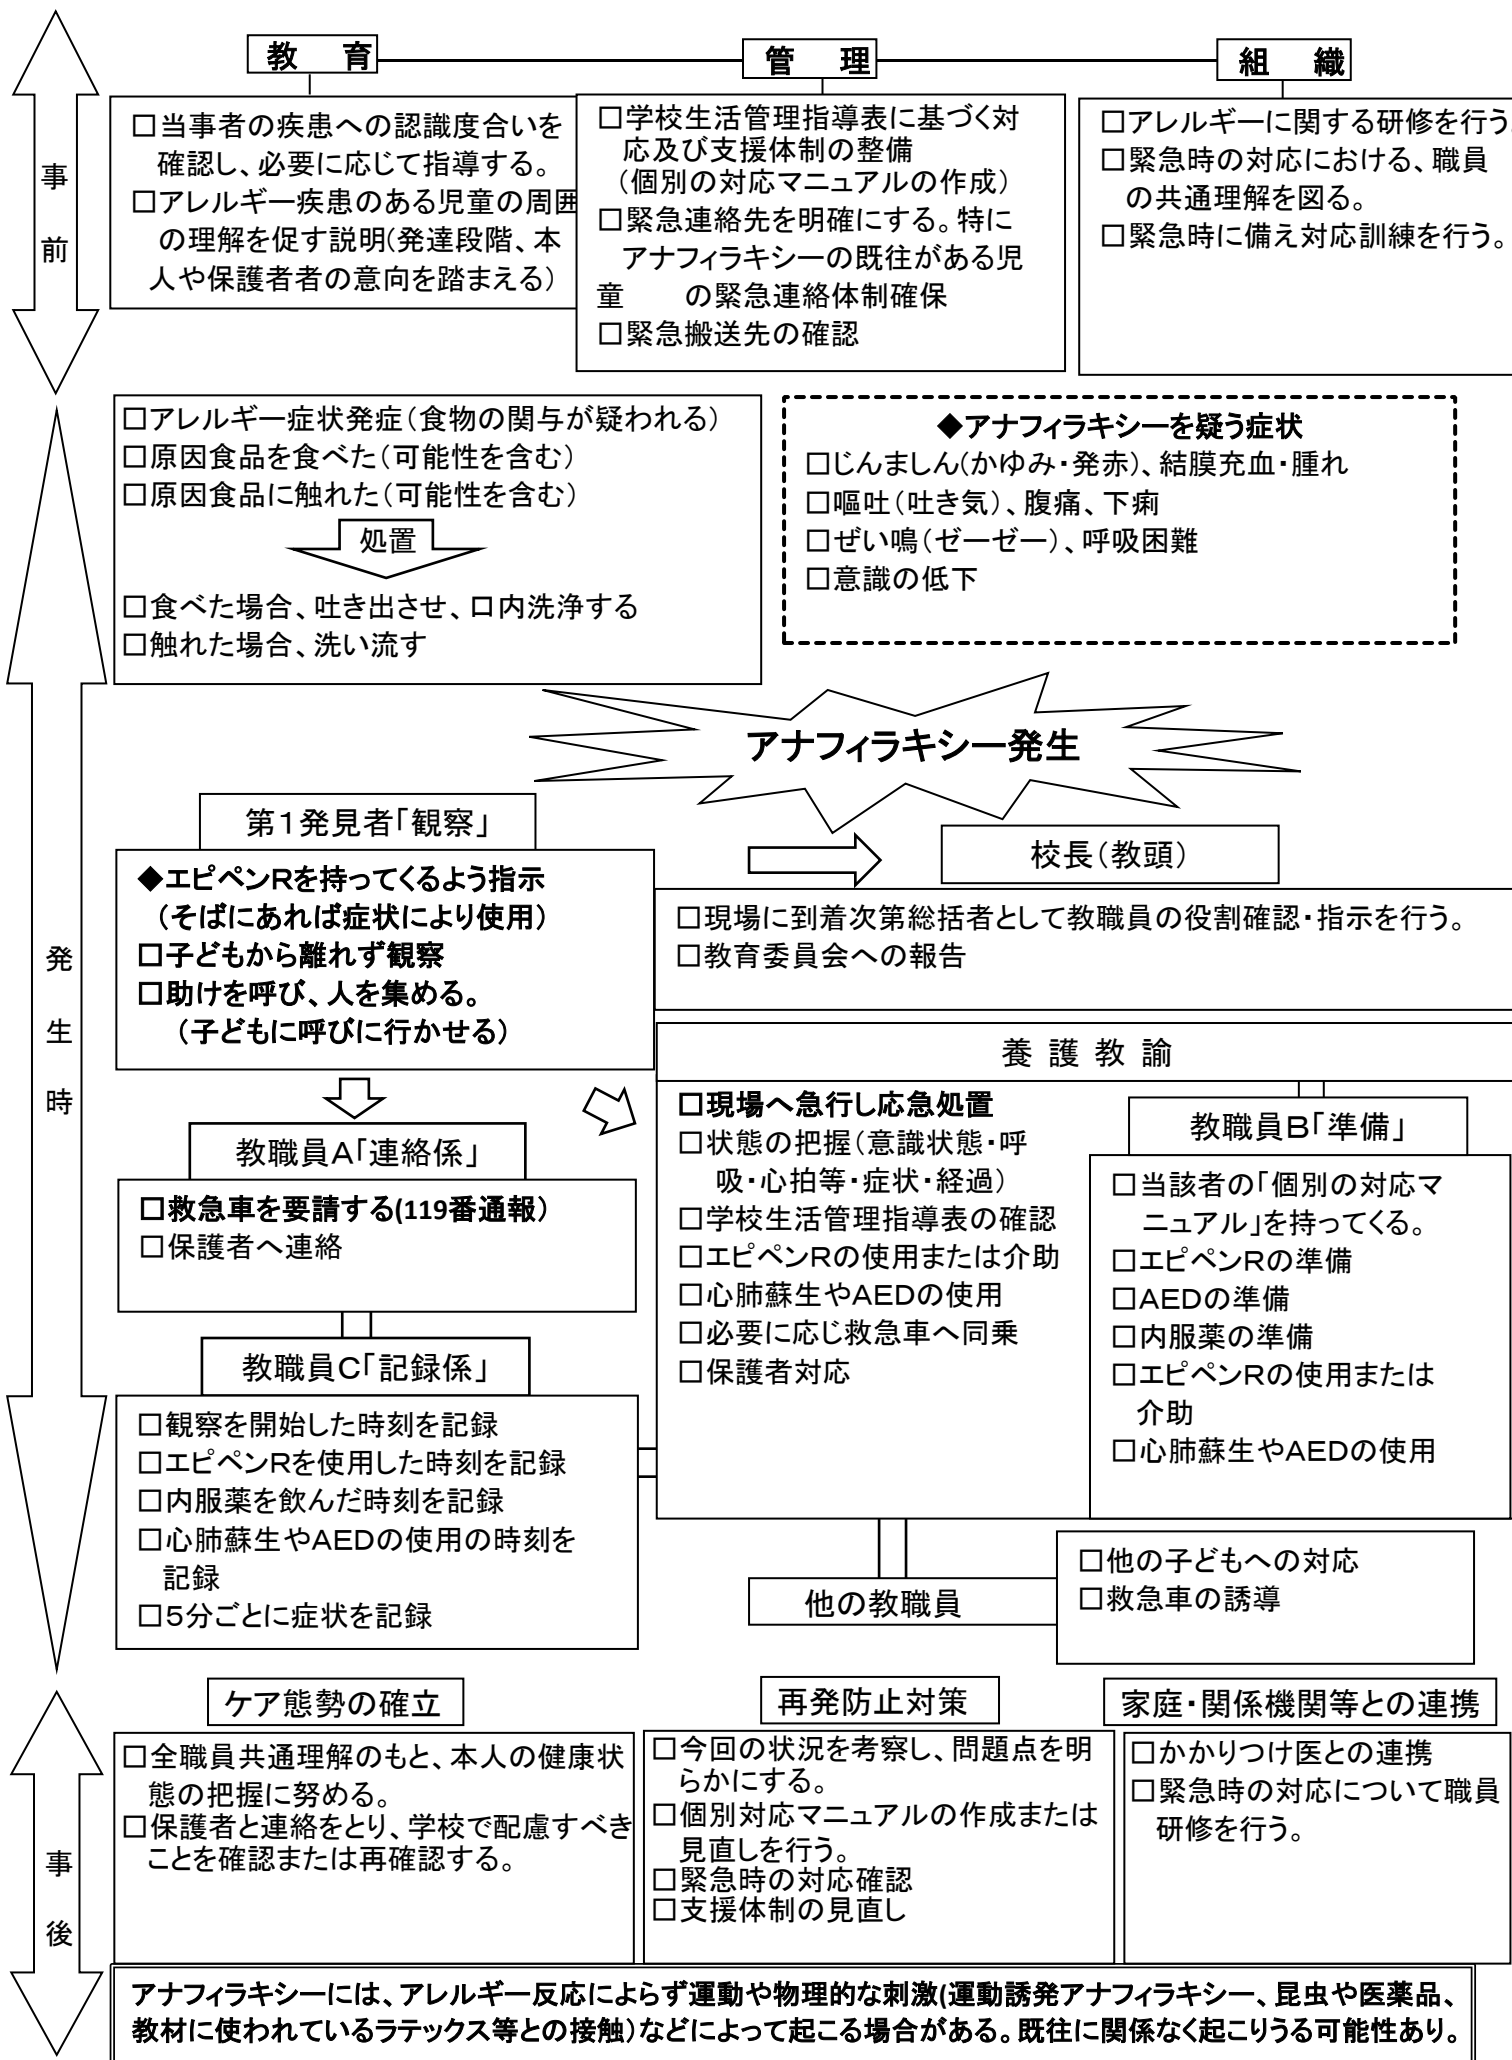 事
前
教　育
管　理
組　織
□当事者の疾患への認識度合いを
確認し、必要に応じて指導する。
□アレルギー疾患のある児童の周囲
の理解を促す説明(発達段階、本
人や保護者者の意向を踏まえる)
□学校生活管理指導表に基づく対
応及び支援体制の整備
（個別の対応マニュアルの作成）
□緊急連絡先を明確にする。特に
アナフィラキシーの既往がある児
童　　の緊急連絡体制確保
□緊急搬送先の確認
□アレルギーに関する研修を行う
□緊急時の対応における、職員
の共通理解を図る。
□緊急時に備え対応訓練を行う。
発
生
時
□アレルギー症状発症（食物の関与が疑われる）
□原因食品を食べた（可能性を含む）
□原因食品に触れた（可能性を含む）
処置
□食べた場合、吐き出させ、口内洗浄する
□触れた場合、洗い流す
◆アナフィラキシーを疑う症状
□じんましん(かゆみ・発赤)、結膜充血・腫れ
□嘔吐（吐き気）、腹痛、下痢
□ぜい鳴（ゼーゼー）、呼吸困難
□意識の低下
アナフィラキシー発生
第１発見者「観察」
◆エピペンRを持ってくるよう指示
（そばにあれば症状により使用）
□子どもから離れず観察
□助けを呼び、人を集める。
（子どもに呼びに行かせる）
校長（教頭）
□現場に到着次第総括者として教職員の役割確認・指示を行う。
□教育委員会への報告
養護教諭
□現場へ急行し応急処置
□状態の把握（意識状態・呼
吸・心拍等・症状・経過）
□学校生活管理指導表の確認
□エピペンRの使用または介助
□心肺蘇生やAEDの使用
□必要に応じ救急車へ同乗
□保護者対応
教職員B「準備」
□当該者の「個別の対応マ
ニュアル」を持ってくる。
□エピペンRの準備
□AEDの準備
□内服薬の準備
□エピペンRの使用または
介助
□心肺蘇生やAEDの使用
教職員A「連絡係」
□救急車を要請する(119番通報）
□保護者へ連絡
教職員C「記録係」
□観察を開始した時刻を記録
□エピペンRを使用した時刻を記録
□内服薬を飲んだ時刻を記録
□心肺蘇生やAEDの使用の時刻を
記録
□５分ごとに症状を記録
他の教職員
□他の子どもへの対応
□救急車の誘導
事
後
ケア態勢の確立
□全職員共通理解のもと、本人の健康状
態の把握に努める。
□保護者と連絡をとり、学校で配慮すべき
ことを確認または再確認する。
再発防止対策
□今回の状況を考察し、問題点を明
らかにする。
□個別対応マニュアルの作成または
見直しを行う。
□緊急時の対応確認
□支援体制の見直し
家庭・関係機関等との連携
□かかりつけ医との連携
□緊急時の対応について職員
研修を行う。
アナフィラキシーには、アレルギー反応によらず運動や物理的な刺激(運動誘発アナフィラキシー、昆虫や医薬品、
教材に使われているラテックス等との接触）などによって起こる場合がある。既往に関係なく起こりうる可能性あり。